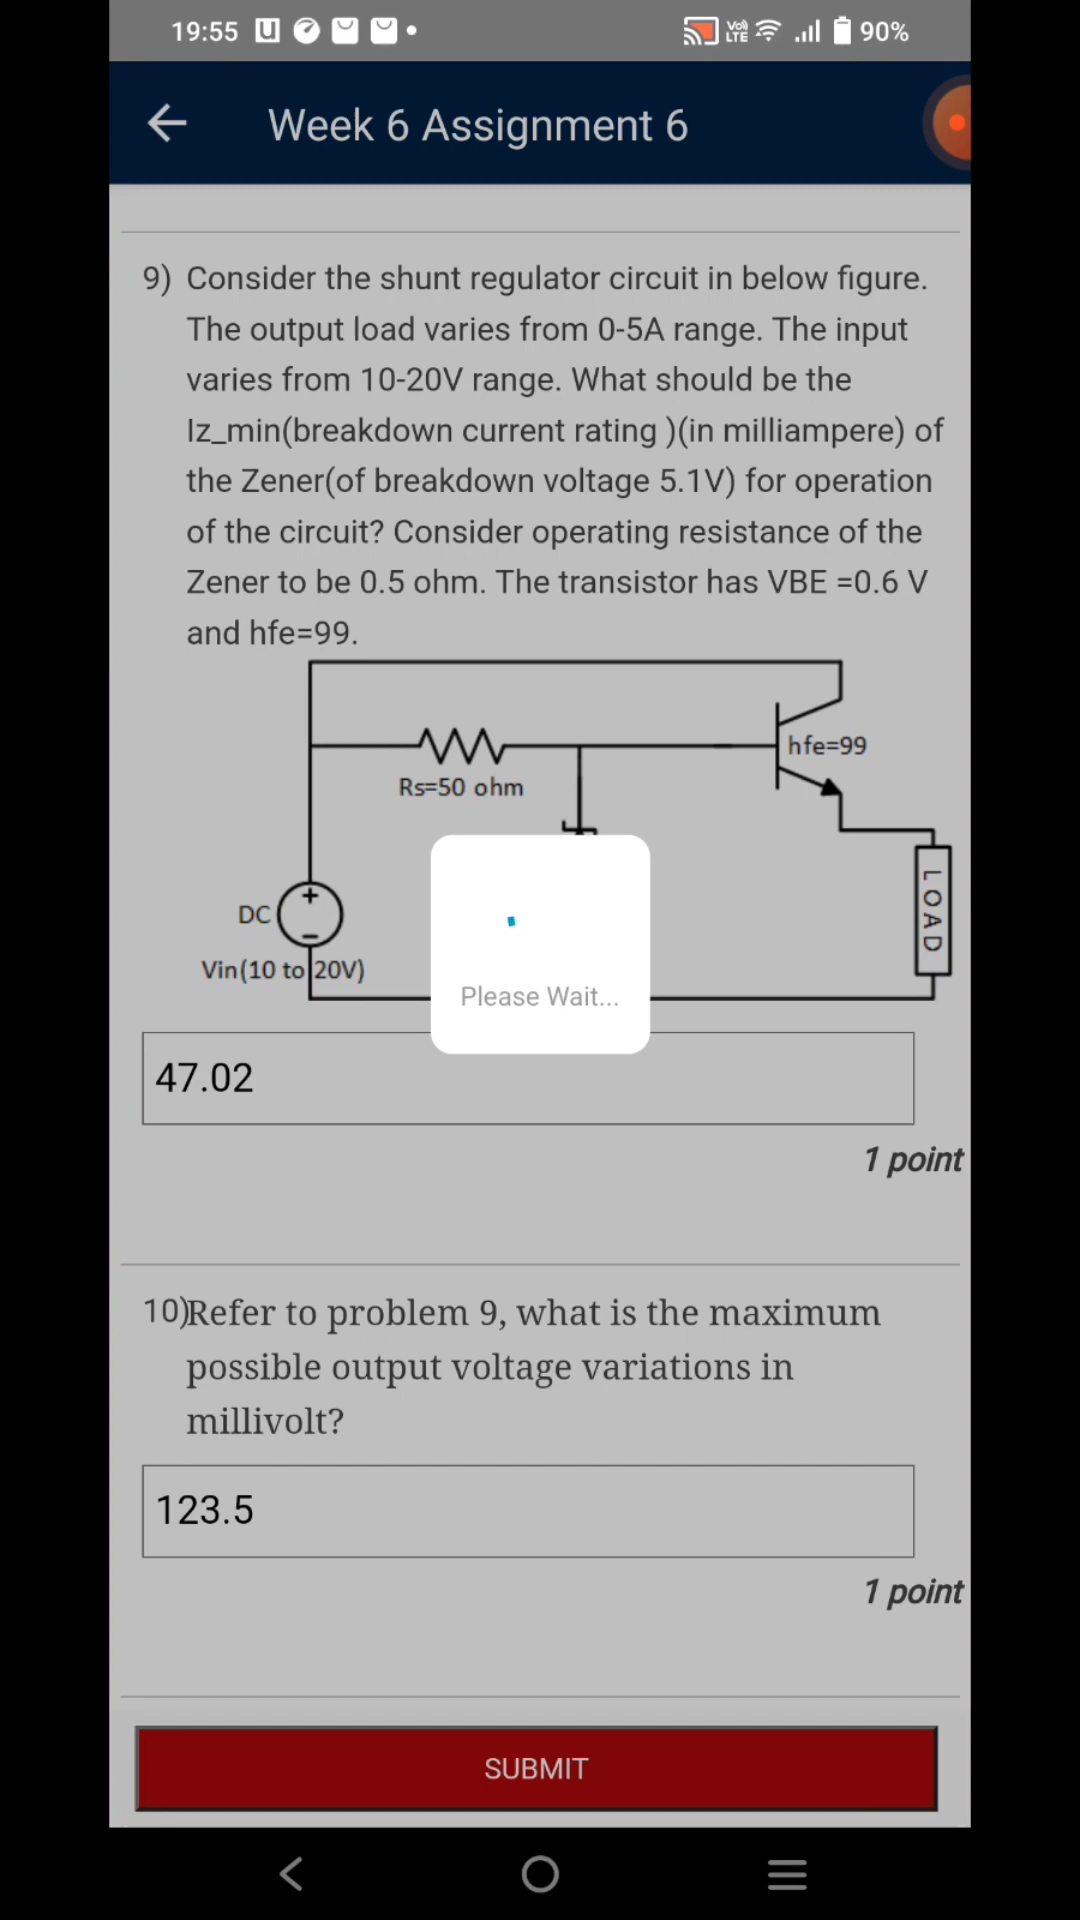 19:55 U Vo) LTE 90%
Week 6 Assignment 6
9) Consider the shunt regulator circuit in below figure.
The output load varies from 0-5A range. The input
varies from 10-20V range. What should be the
Iz_min(breakdown current rating )(in milliampere) of
the Zener(of breakdown voltage 5.1V) for operation
of the circuit? Consider operating resistance of the
Zener to be 0.5 ohm. The transistor has VBE =0.6 V
and hfe=99.
hfe=99
Rs=50 ohm
LOAD
DC
+
Vin(10 to 20V)
Please Wait...
47.02
1 point
10)Refer to problem 9, what is the maximum
possible output voltage variations in
millivolt?
123.5
1 point
SUBMIT